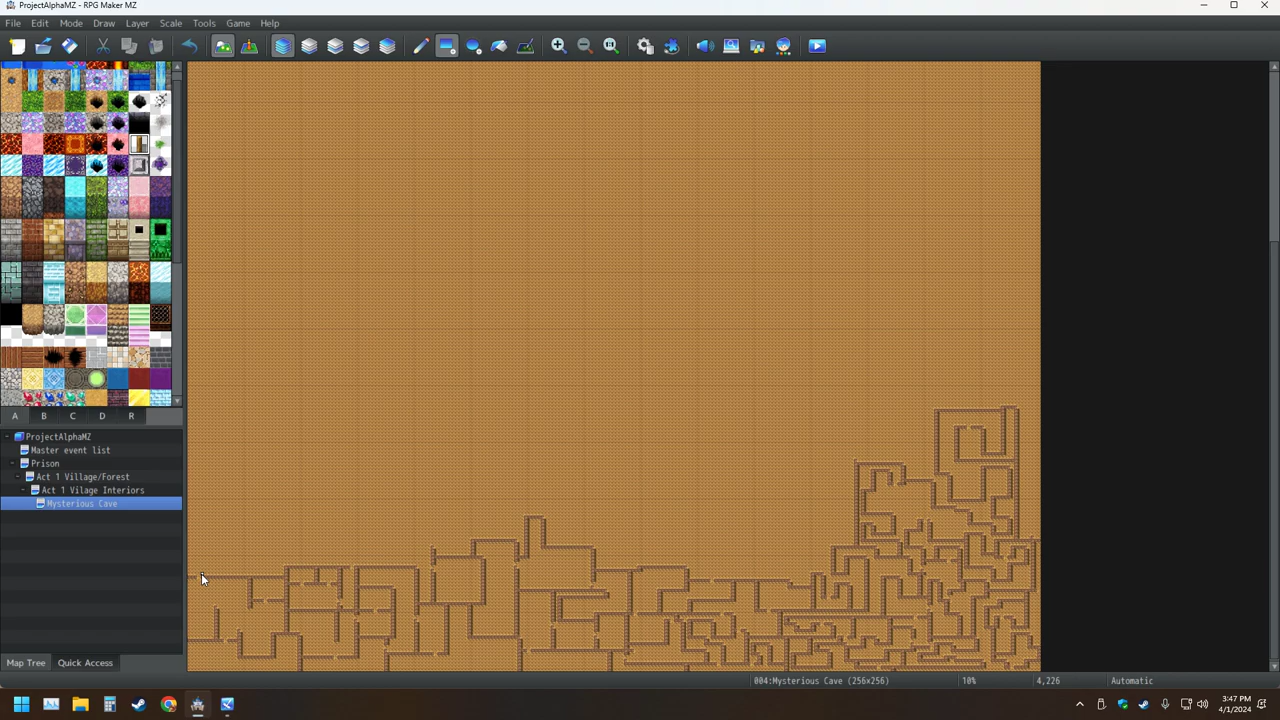 ProjectAlphaMZ - RPG Maker MZ
File Edit Mode Draw Layer Scale Tools Game Help
A B C D R
ProjectAlphaMZ
Master event list
Prison
Act 1 Village/Forest
Act 1 Vilage Interiors
Mysterious Cave
Map Tree Quick Access
004:Mysterious Cave (256x256) 10% 4,226 Automatic
3:47 PM
4/1/2024